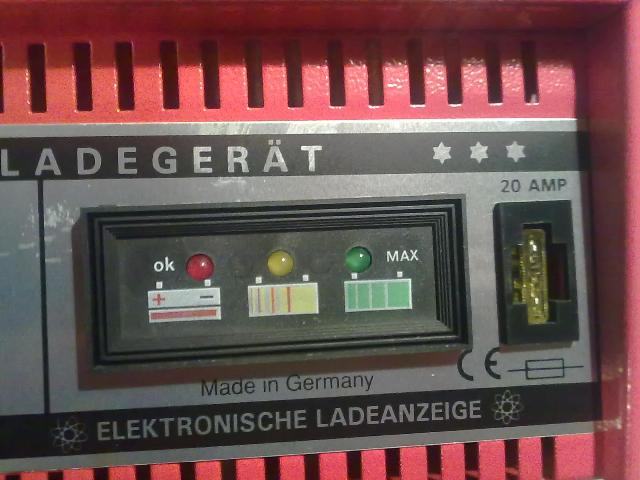 LADEGERÄT
20 AMP
ok MAX
+ −
CE
Made in Germany
ELEKTRONISCHE LADEANZEIGE